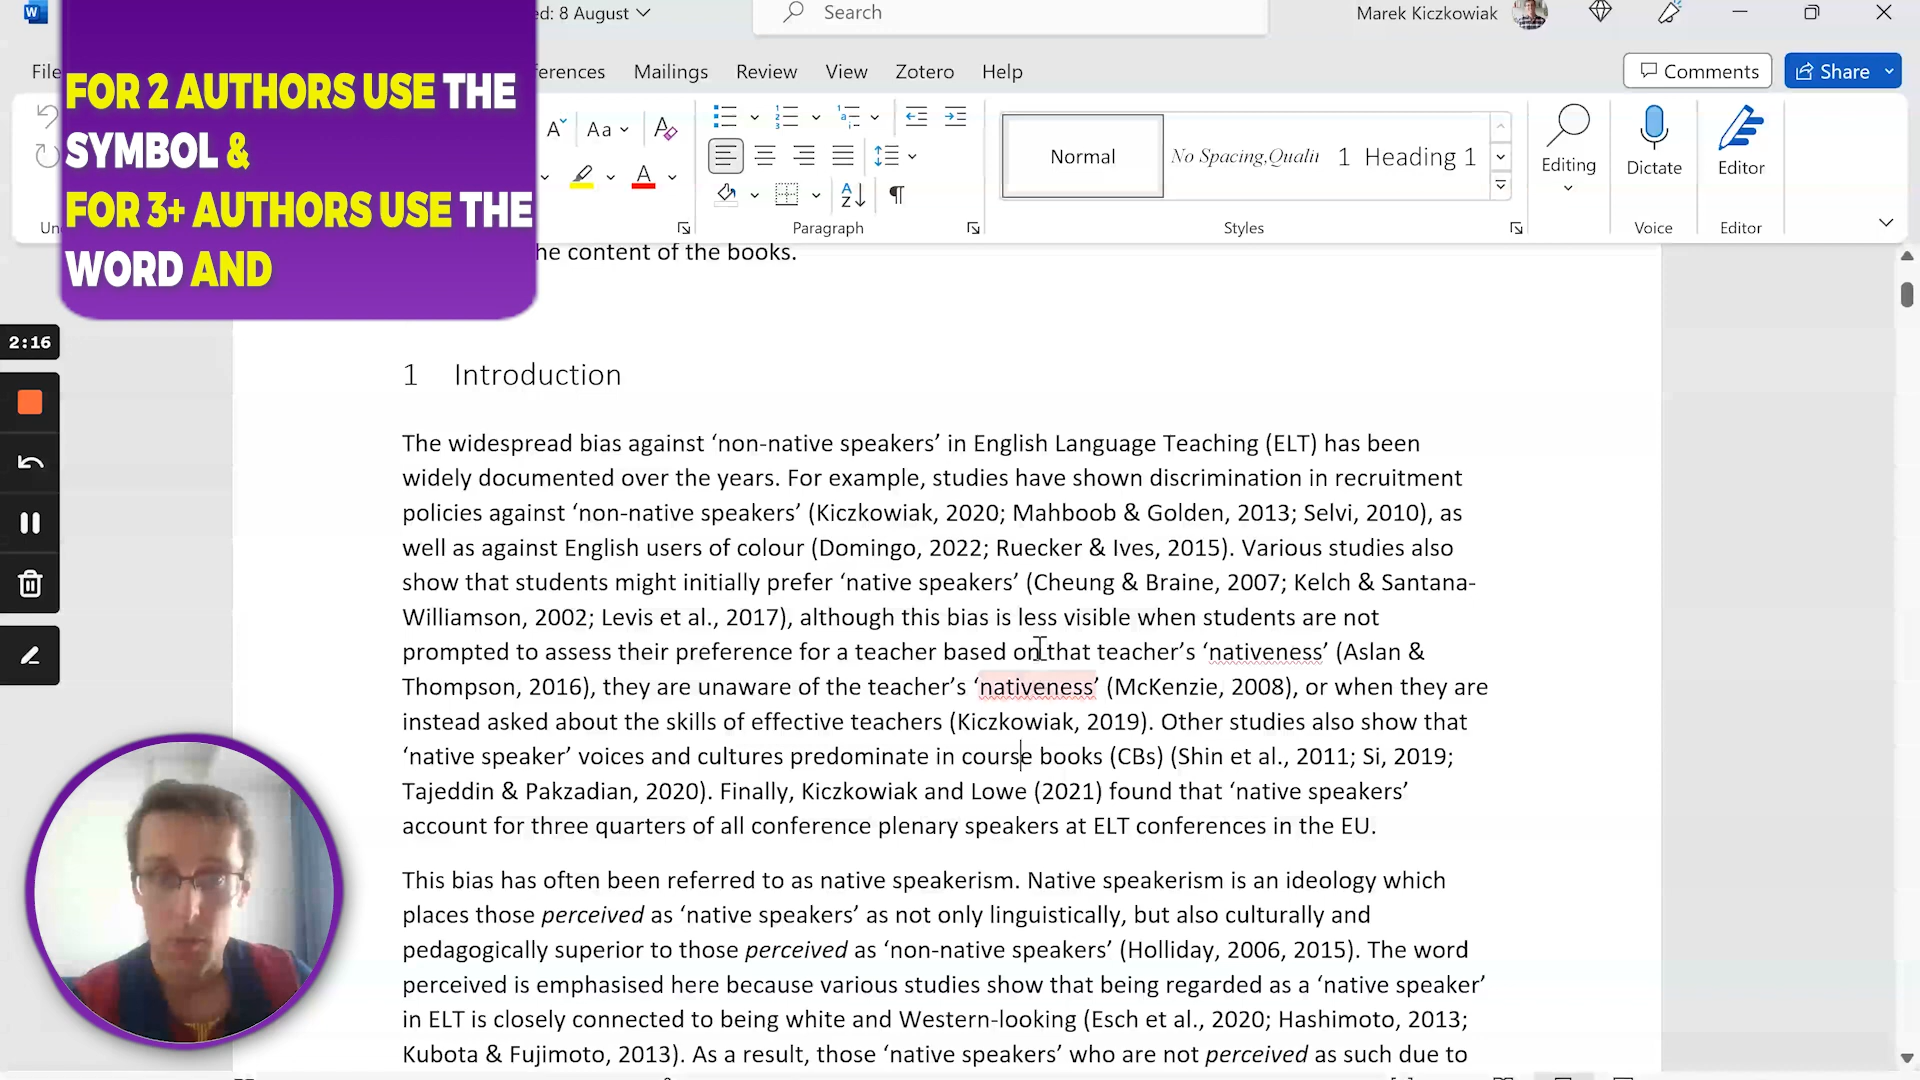 ed: 8 August
Search
Marek Kiczkowiak
File
ferences
Mailings
Review
View
Zotero
Help
Comments
Share
FOR 2 AUTHORS USE THE
SYMBOL &
FOR 3+ AUTHORS USE THE
WORD AND
Aa
A
Un
Paragraph
Normal
No Spacing,Qualit
1 Heading 1
Styles
Editing
Dictate
Voice
Editor
Editor
he content of the books.
2:16
1 Introduction
The widespread bias against ‘non-native speakers’ in English Language Teaching (ELT) has been
widely documented over the years. For example, studies have shown discrimination in recruitment
policies against ‘non-native speakers’ (Kiczkowiak, 2020; Mahboob & Golden, 2013; Selvi, 2010), as
well as against English users of colour (Domingo, 2022; Ruecker & Ives, 2015). Various studies also
show that students might initially prefer ‘native speakers’ (Cheung & Braine, 2007; Kelch & Santana-
Williamson, 2002; Levis et al., 2017), although this bias is less visible when students are not
prompted to assess their preference for a teacher based on that teacher’s ‘nativeness’ (Aslan &
Thompson, 2016), they are unaware of the teacher’s ‘nativeness’ (McKenzie, 2008), or when they are
instead asked about the skills of effective teachers (Kiczkowiak, 2019). Other studies also show that
‘native speaker’ voices and cultures predominate in course books (CBs) (Shin et al., 2011; Si, 2019;
Tajeddin & Pakzadian, 2020). Finally, Kiczkowiak and Lowe (2021) found that ‘native speakers’
account for three quarters of all conference plenary speakers at ELT conferences in the EU.
This bias has often been referred to as native speakerism. Native speakerism is an ideology which
places those perceived as ‘native speakers’ as not only linguistically, but also culturally and
pedagogically superior to those perceived as ‘non-native speakers’ (Holliday, 2006, 2015). The word
perceived is emphasised here because various studies show that being regarded as a ‘native speaker’
in ELT is closely connected to being white and Western-looking (Esch et al., 2020; Hashimoto, 2013;
Kubota & Fujimoto, 2013). As a result, those ‘native speakers’ who are not perceived as such due to